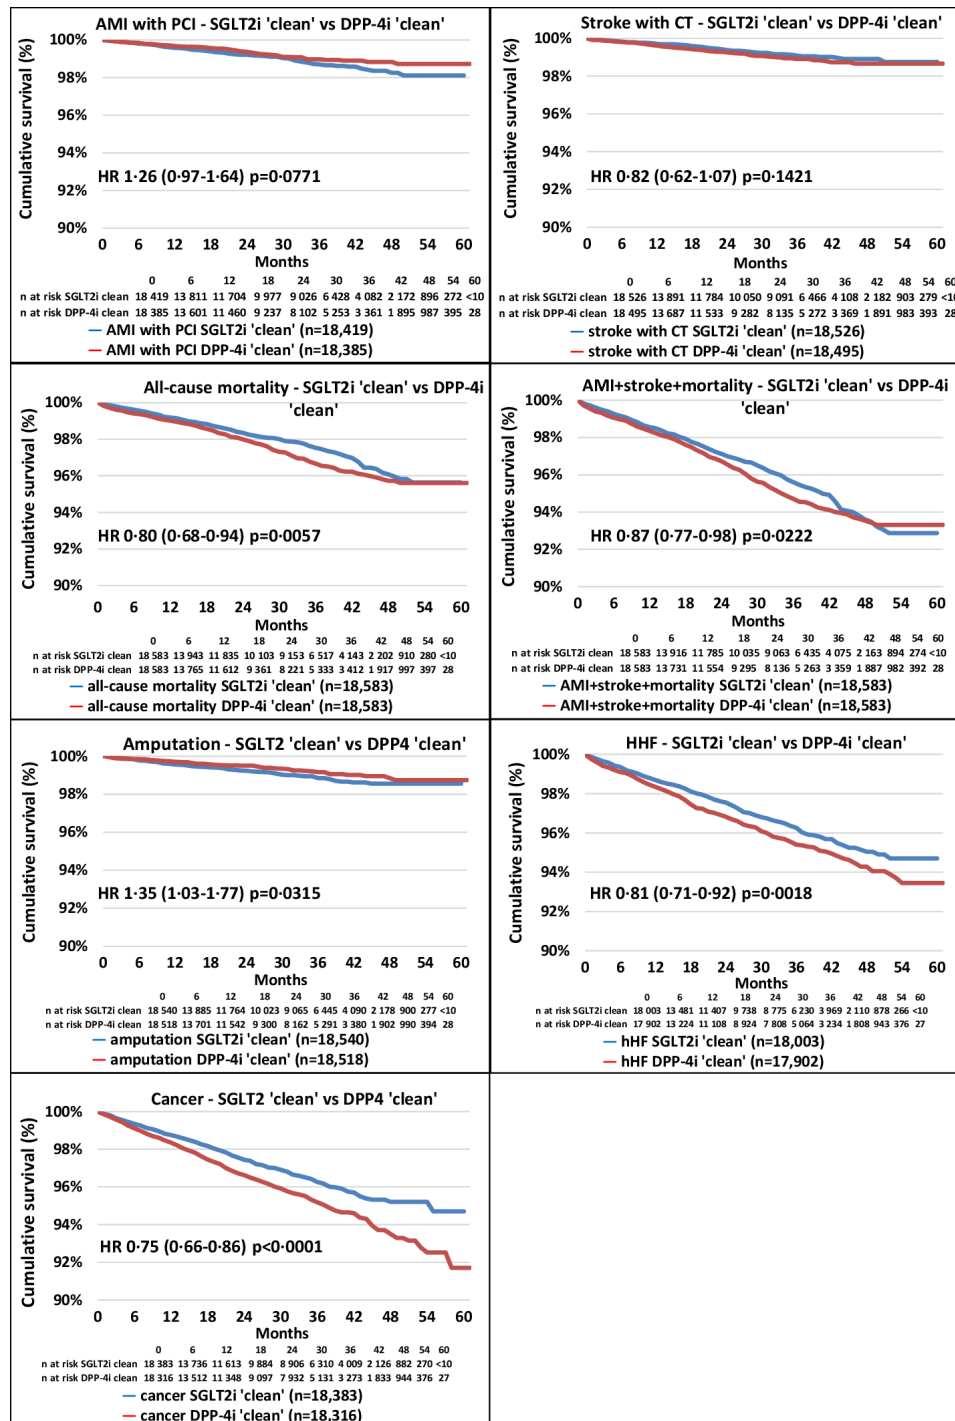 AMI with PCI - SGLT2i 'clean' vs DPP-4i 'clean'
Cumulative survival (%)
100%
98%
96%
94%
92%
90%
HR 1·26 (0·97-1·64) p=0·0771
0 6 12 18 24 30 36 42 48 54 60
Months
0 6 12 18 24 30 36 42 48 54 60
n at risk SGLT2i clean 18 419 13 811 11 704 9 977 9 026 6 428 4 082 2 172 896 272 <10
n at risk DPP-4i clean 18 385 13 601 11 460 9 237 8 102 5 253 3 361 1 895 987 395 28
AMI with PCI SGLT2i 'clean' (n=18,419)
AMI with PCI DPP-4i 'clean' (n=18,385)
Stroke with CT - SGLT2i 'clean' vs DPP-4i 'clean'
Cumulative survival (%)
100%
98%
96%
94%
92%
90%
HR 0·82 (0·62-1·07) p=0·1421
0 6 12 18 24 30 36 42 48 54 60
Months
0 6 12 18 24 30 36 42 48 54 60
n at risk SGLT2i clean 18 526 13 891 11 784 10 050 9 091 6 466 4 108 2 182 903 279 <10
n at risk DPP-4i clean 18 495 13 687 11 533 9 282 8 135 5 272 3 369 1 891 983 393 28
stroke with CT SGLT2i 'clean' (n=18,526)
stroke with CT DPP-4i 'clean' (n=18,495)
All-cause mortality - SGLT2i 'clean' vs DPP-4i
'clean'
Cumulative survival (%)
100%
98%
96%
94%
92%
90%
HR 0·80 (0·68-0·94) p=0·0057
0 6 12 18 24 30 36 42 48 54 60
Months
0 6 12 18 24 30 36 42 48 54 60
n at risk SGLT2i clean 18 583 13 943 11 835 10 103 9 153 6 517 4 143 2 202 910 280 <10
n at risk DPP-4i clean 18 583 13 765 11 612 9 361 8 221 5 333 3 412 1 917 997 397 28
all-cause mortality SGLT2i 'clean' (n=18,583)
all-cause mortality DPP-4i 'clean' (n=18,583)
AMI+stroke+mortality - SGLT2i 'clean' vs DPP-4i
'clean'
Cumulative survival (%)
100%
98%
96%
94%
92%
90%
HR 0·87 (0·77-0·98) p=0·0222
0 6 12 18 24 30 36 42 48 54 60
Months
0 6 12 18 24 30 36 42 48 54 60
n at risk SGLT2i clean 18 583 13 916 11 785 10 035 9 063 6 435 4 075 2 163 894 274 <10
n at risk DPP-4i clean 18 583 13 731 11 554 9 295 8 136 5 263 3 359 1 887 982 392 28
AMI+stroke+mortality SGLT2i 'clean' (n=18,583)
AMI+stroke+mortality DPP-4i 'clean' (n=18,583)
Amputation - SGLT2 'clean' vs DPP4 'clean'
Cumulative survival (%)
100%
98%
96%
94%
92%
90%
HR 1·35 (1·03-1·77) p=0·0315
0 6 12 18 24 30 36 42 48 54 60
Months
0 6 12 18 24 30 36 42 48 54 60
n at risk SGLT2i clean 18 540 13 885 11 764 10 023 9 065 6 445 4 090 2 178 900 277 <10
n at risk DPP-4i clean 18 518 13 701 11 542 9 300 8 162 5 291 3 380 1 902 990 394 28
amputation SGLT2i 'clean' (n=18,540)
amputation DPP-4i 'clean' (n=18,518)
HHF - SGLT2i 'clean' vs DPP-4i 'clean'
Cumulative survival (%)
100%
98%
96%
94%
92%
90%
HR 0·81 (0·71-0·92) p=0·0018
0 6 12 18 24 30 36 42 48 54 60
Months
0 6 12 18 24 30 36 42 48 54 60
n at risk SGLT2i clean 18 003 13 481 11 407 9 738 8 775 6 230 3 969 2 110 878 266 <10
n at risk DPP-4i clean 17 902 13 224 11 108 8 924 7 808 5 064 3 234 1 808 943 376 27
hHF SGLT2i 'clean' (n=18,003)
hHF DPP-4i 'clean' (n=17,902)
Cancer - SGLT2 'clean' vs DPP4 'clean'
Cumulative survival (%)
100%
98%
96%
94%
92%
90%
HR 0·75 (0·66-0·86) p<0·0001
0 6 12 18 24 30 36 42 48 54 60
Months
0 6 12 18 24 30 36 42 48 54 60
n at risk SGLT2i clean 18 383 13 736 11 613 9 884 8 906 6 310 4 009 2 126 882 270 <10
n at risk DPP-4i clean 18 316 13 512 11 348 9 097 7 932 5 131 3 273 1 833 944 376 27
cancer SGLT2i 'clean' (n=18,383)
cancer DPP-4i 'clean' (n=18,316)